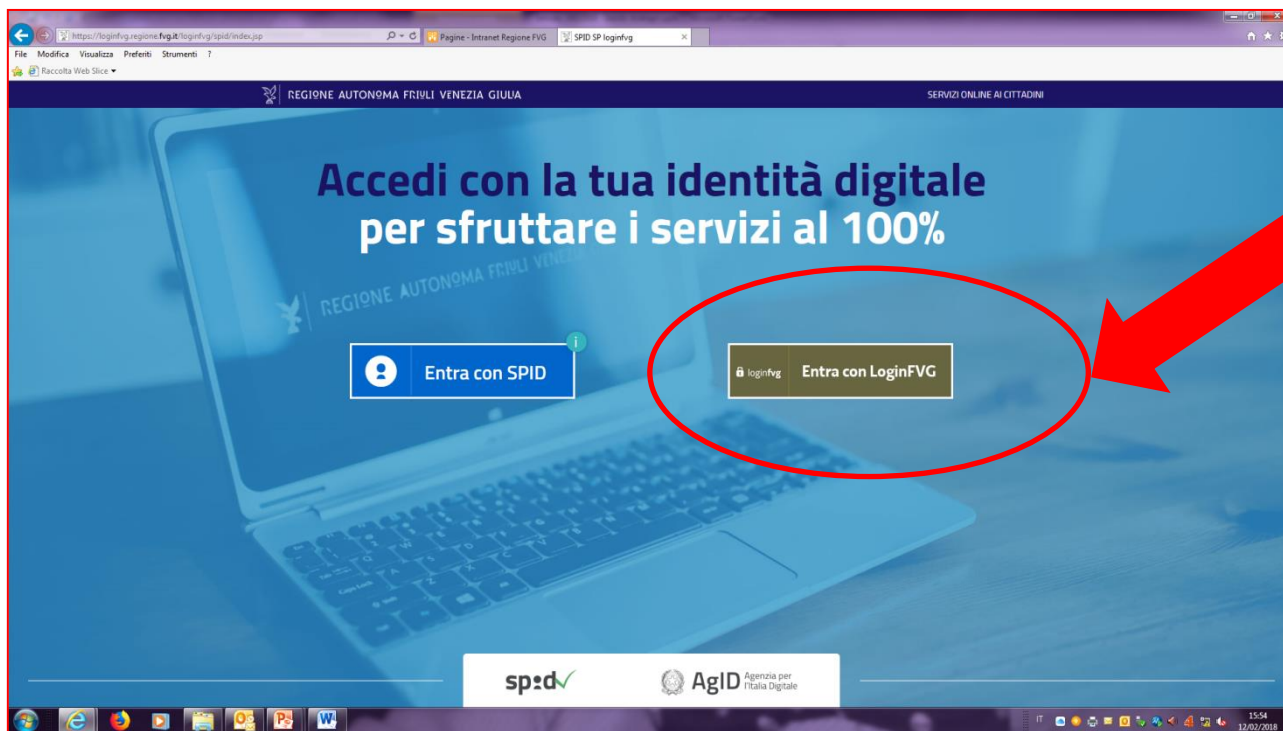 https://loginfvg.regione.fvg.it/loginfvg/spid/index.jsp
Pagine - Intranet Regione FVG
SPID SP loginfvg
File Modifica Visualizza Preferiti Strumenti ?
Raccolta Web Slice
REGIONE AUTONOMA FRIULI VENEZIA GIULIA
SERVIZI ONLINE AI CITTADINI
Accedi con la tua identità digitale
per sfruttare i servizi al 100%
REGIONE AUTONOMA FRIULI VENEZIA
i
Entra con SPID
loginfvg Entra con LoginFVG
spid
AgID Agenzia per
l'Italia Digitale
IT
15:54
12/02/2018